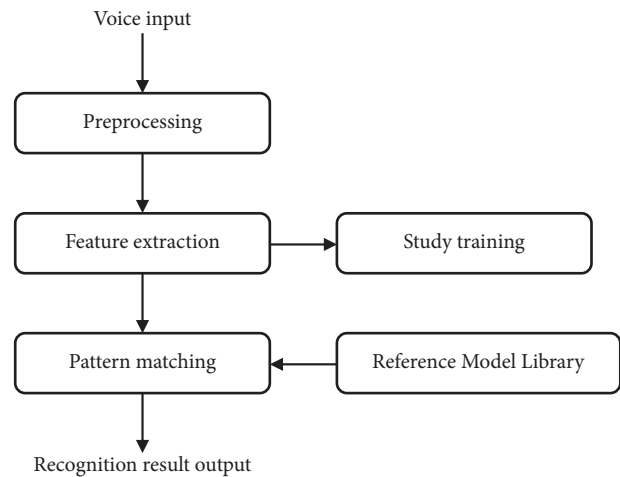 Voice input
Preprocessing
Feature extraction
Study training
Pattern matching
Reference Model Library
Recognition result output